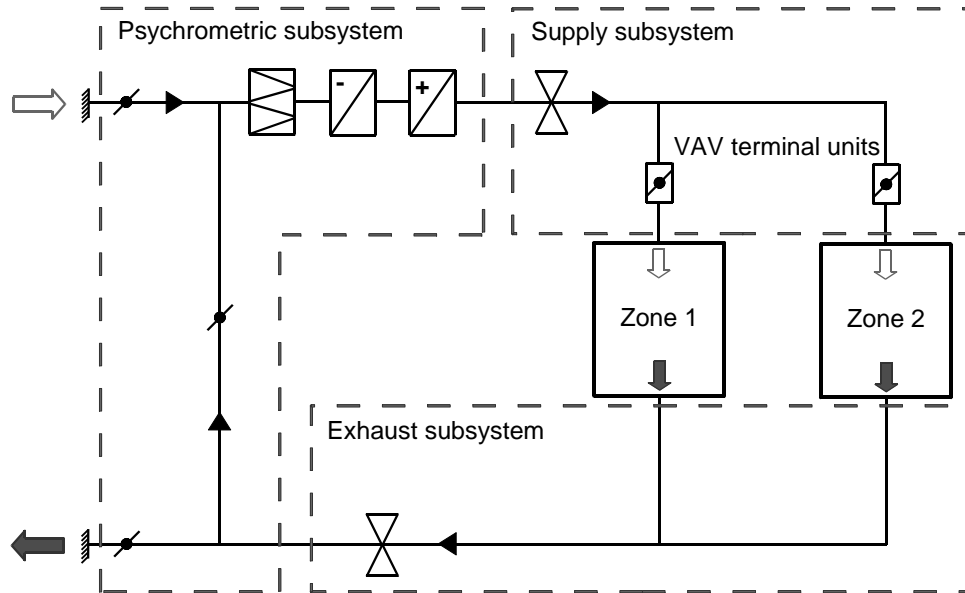 Psychrometric subsystem
Supply subsystem
-
+
VAV terminal units
Zone 1
Zone 2
Exhaust subsystem